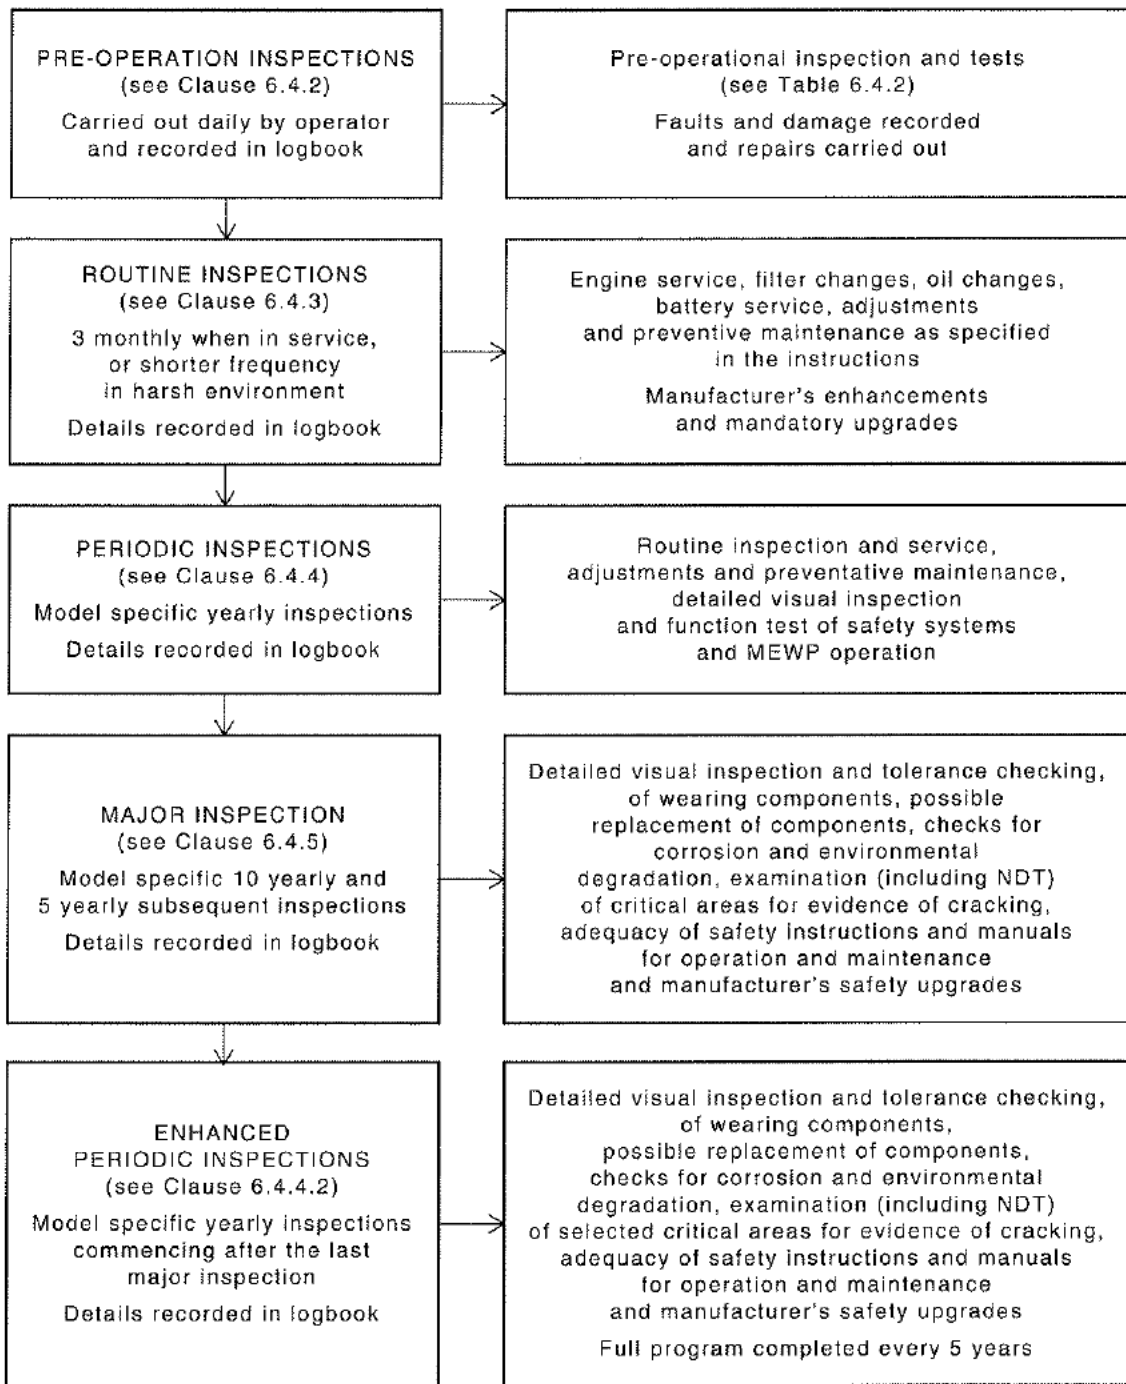 PRE-OPERATION INSPECTIONS
(see Clause 6.4.2)
Carried out daily by operator
and recorded in logbook
Pre-operational inspection and tests
(see Table 6.4.2)
Faults and damage recorded
and repairs carried out
ROUTINE INSPECTIONS
(see Clause 6.4.3)
3 monthly when in service,
or shorter frequency
in harsh environment
Details recorded in logbook
Engine service, filter changes, oil changes,
battery service, adjustments
and preventive maintenance as specified
in the instructions
Manufacturer's enhancements
and mandatory upgrades
PERIODIC INSPECTIONS
(see Clause 6.4.4)
Model specific yearly inspections
Details recorded in logbook
Routine inspection and service,
adjustments and preventative maintenance,
detailed visual inspection
and function test of safety systems
and MEWP operation
MAJOR INSPECTION
(see Clause 6.4.5)
Model specific 10 yearly and
5 yearly subsequent inspections
Details recorded in logbook
Detailed visual inspection and tolerance checking,
of wearing components, possible
replacement of components, checks for
corrosion and environmental
degradation, examination (including NDT)
of critical areas for evidence of cracking,
adequacy of safety instructions and manuals
for operation and maintenance
and manufacturer's safety upgrades
ENHANCED
PERIODIC INSPECTIONS
(see Clause 6.4.4.2)
Model specific yearly inspections
commencing after the last
major inspection
Details recorded in logbook
Detailed visual inspection and tolerance checking,
of wearing components,
possible replacement of components,
checks for corrosion and environmental
degradation, examination (including NDT)
of selected critical areas for evidence of cracking,
adequacy of safety instructions and manuals
for operation and maintenance
and manufacturer's safety upgrades
Full program completed every 5 years